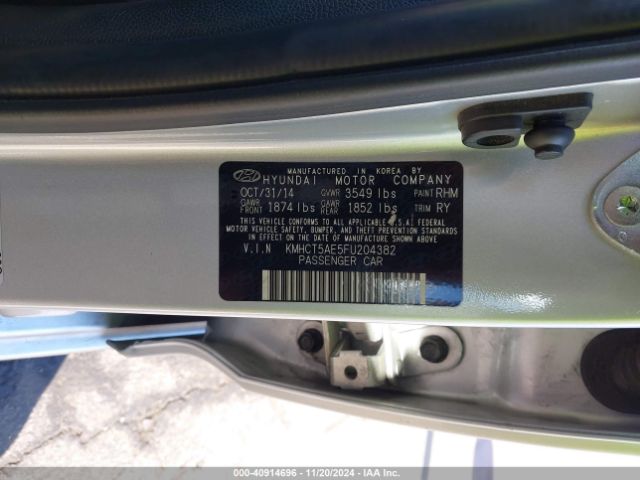 MANUFACTURED IN KOREA BY
HYUNDAI MOTOR COMPANY
OCT/31/14 GVWR 3549 lbs PAINT RHM
GAWR FRONT 1874 lbs GAWR REAR 1852 lbs TRIM RY
THIS VEHICLE CONFORMS TO ALL APPLICABLE U.S.A FEDERAL
MOTOR VEHICLE SAFETY, BUMPER, AND THEFT PREVENTION STANDARDS
IN EFFECT ON THE DATE OF MANUFACTURE SHOWN ABOVE.
V.I.N KMHCT5AE5FU204382
PASSENGER CAR
000-40914696 - 11/20/2024 - IAA Inc.